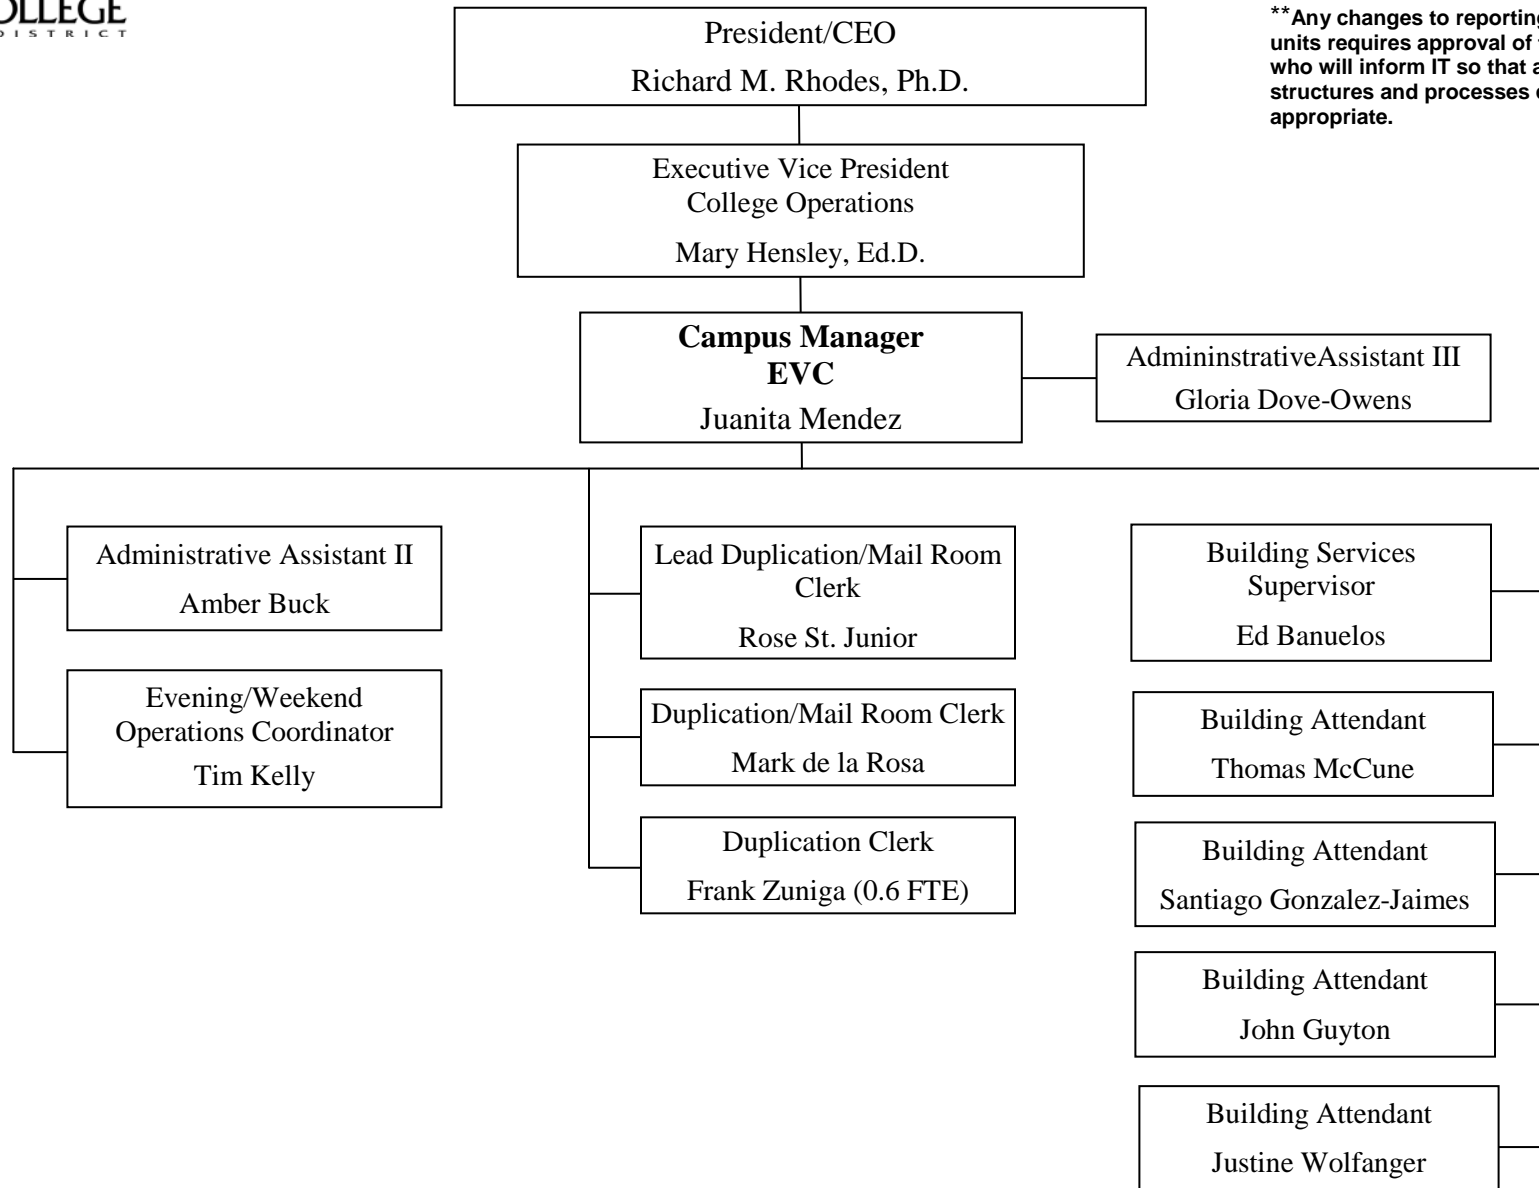 DISTRICT
**Any changes to reporting
units requires approval of
who will inform IT so that
structures and processes
appropriate.
President/CEO
Richard M. Rhodes, Ph.D.
Executive Vice President
College Operations
Mary Hensley, Ed.D.
Campus Manager
EVC
Juanita Mendez
AdmininstrativeAssistant III
Gloria Dove-Owens
Administrative Assistant II
Amber Buck
Evening/Weekend
Operations Coordinator
Tim Kelly
Lead Duplication/Mail Room
Clerk
Rose St. Junior
Duplication/Mail Room Clerk
Mark de la Rosa
Duplication Clerk
Frank Zuniga (0.6 FTE)
Building Services
Supervisor
Ed Banuelos
Building Attendant
Thomas McCune
Building Attendant
Santiago Gonzalez-Jaimes
Building Attendant
John Guyton
Building Attendant
Justine Wolfanger